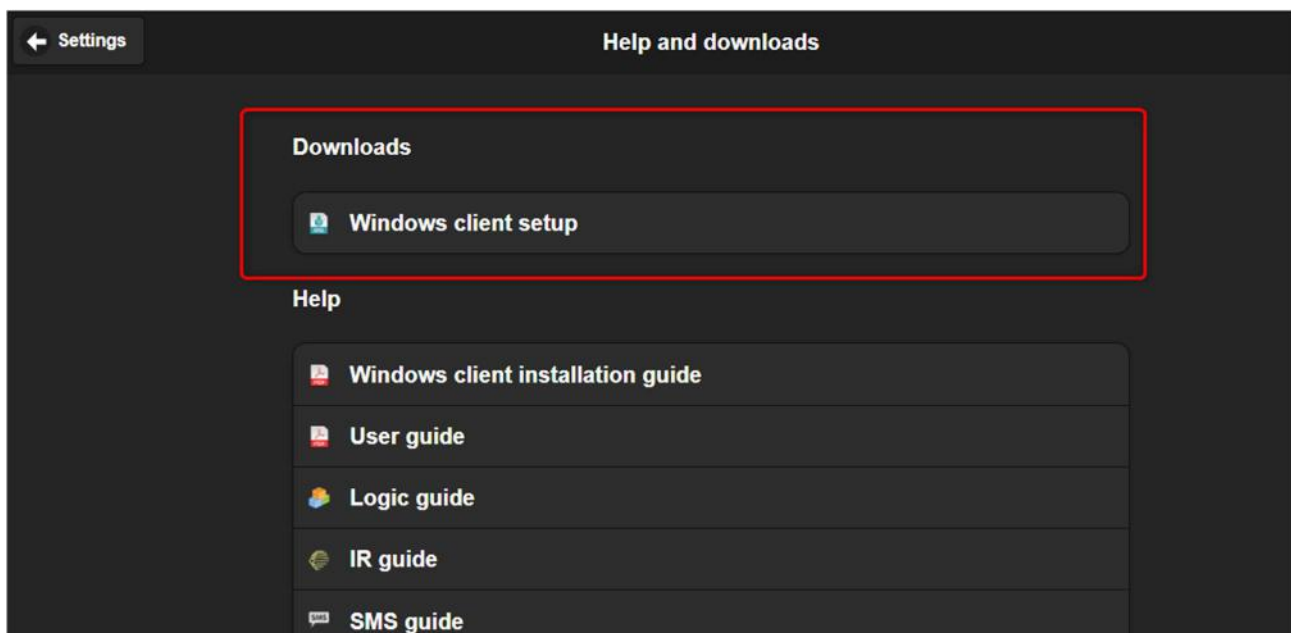 Settings
Help and downloads
Downloads
Windows client setup
Help
Windows client installation guide
User guide
Logic guide
IR guide
SMS guide